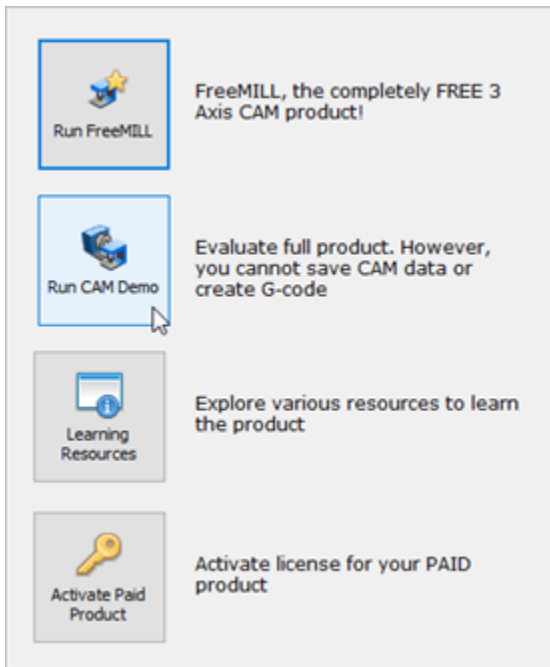 Run FreeMILL
FreeMILL, the completely FREE 3
Axis CAM product!
Run CAM Demo
Evaluate full product. However,
you cannot save CAM data or
create G-code
Learning
Resources
Explore various resources to learn
the product
Activate Paid
Product
Activate license for your PAID
product